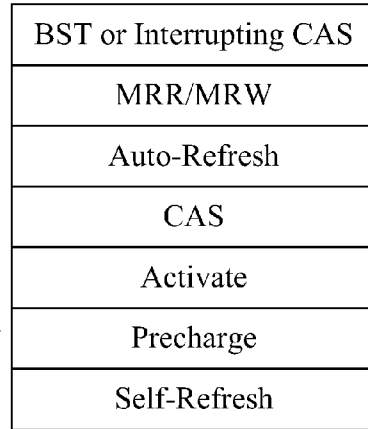 BST or Interrupting CAS
MRR/MRW
Auto-Refresh
CAS
Activate
Precharge
Self-Refresh